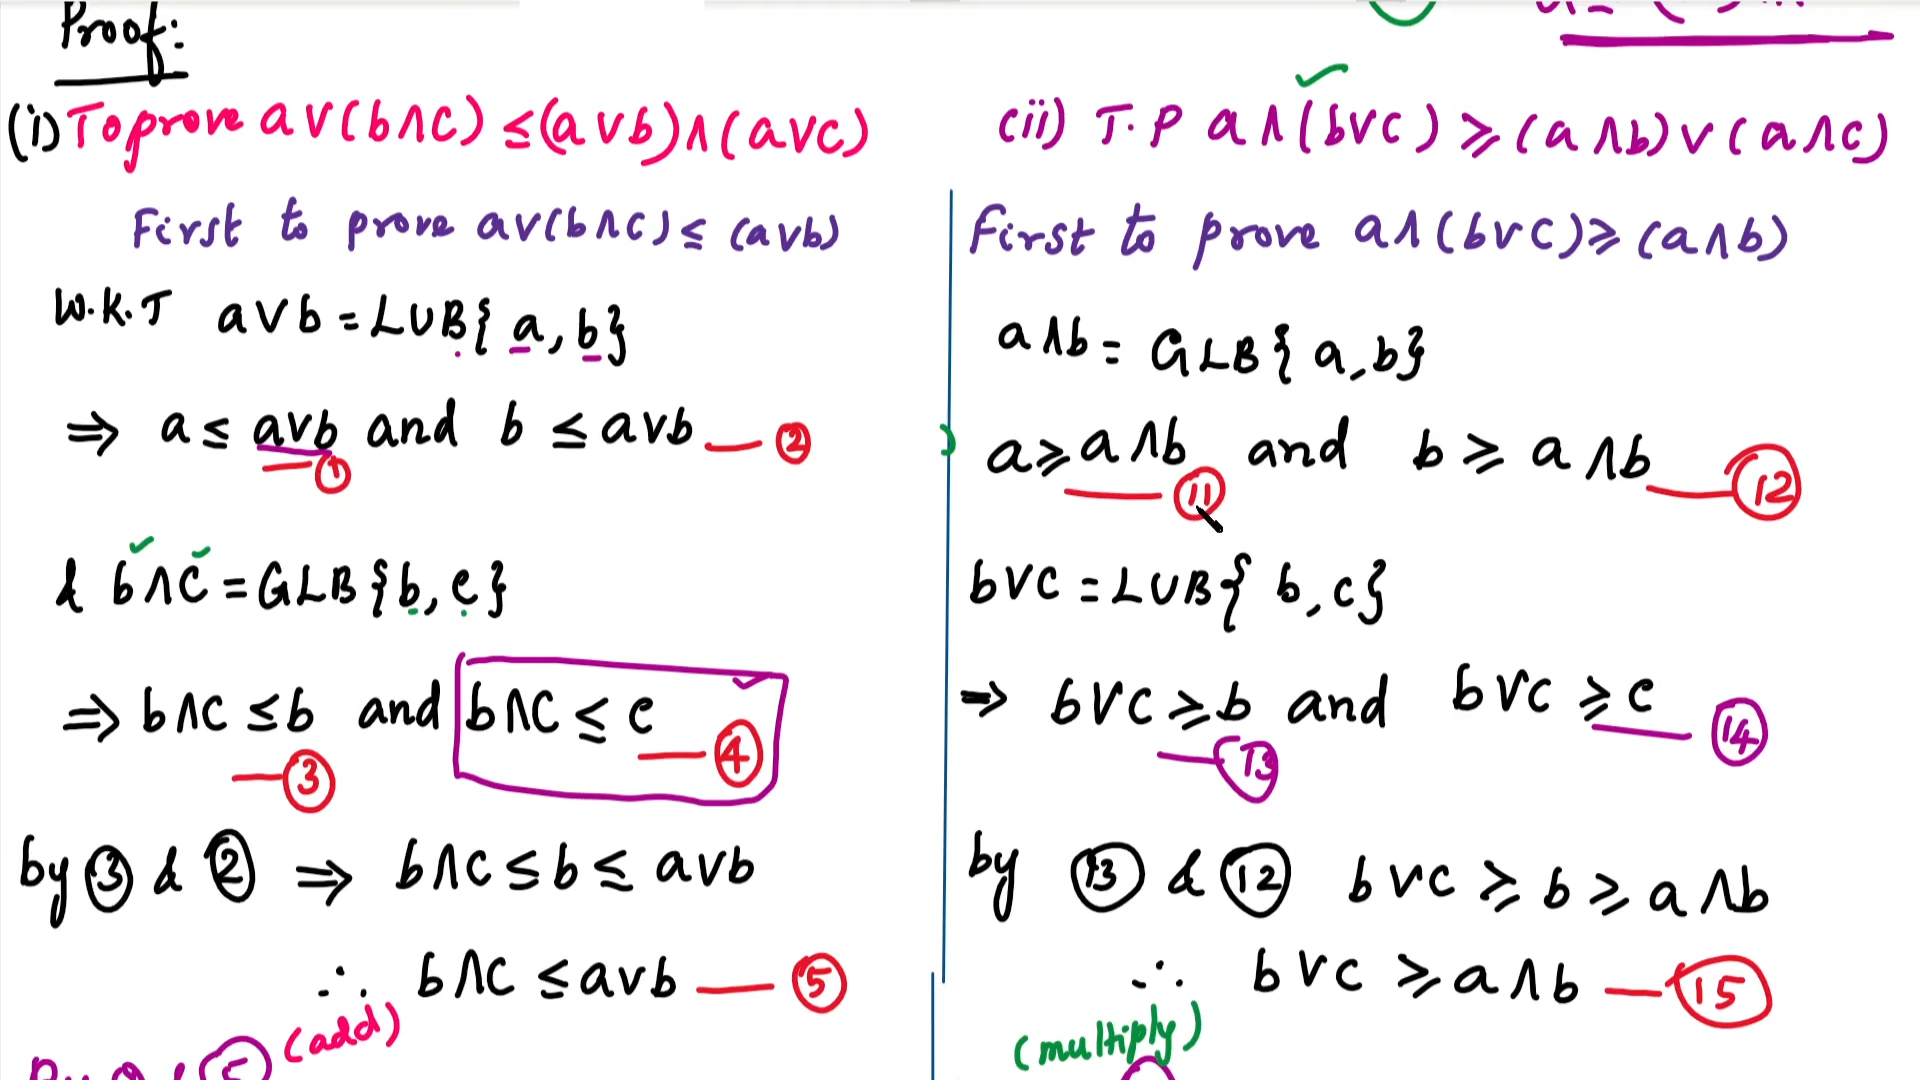 Proof:
(i) To prove a∨(b∧c) ≤ (a∨b)∧(a∨c)
First to prove a∨(b∧c) ≤ (a∨b)
W.K.T a∨b = LUB{a, b}
⇒ a ≤ a∨b and b ≤ a∨b — ②
— ①
& b∧c = GLB{b, c}
⇒ b∧c ≤ b and b∧c ≤ c
— ③ — ④
by ③ & ② ⇒ b∧c ≤ b ≤ a∨b
∴ b∧c ≤ a∨b — ⑤
(add)
(ii) T.P a∧(b∨c) ⩾ (a∧b)∨(a∧c)
First to prove a∧(b∨c) ⩾ (a∧b)
a∧b = GLB{a, b}
a ⩾ a∧b and b ⩾ a∧b — ⑫
— ⑪
b∨c = LUB{b, c}
⇒ b∨c ⩾ b and b∨c ⩾ c — ⑭
— ⑬
by ⑬ & ⑫ b∨c ⩾ b ⩾ a∧b
∴ b∨c ⩾ a∧b — ⑮
(multiply)